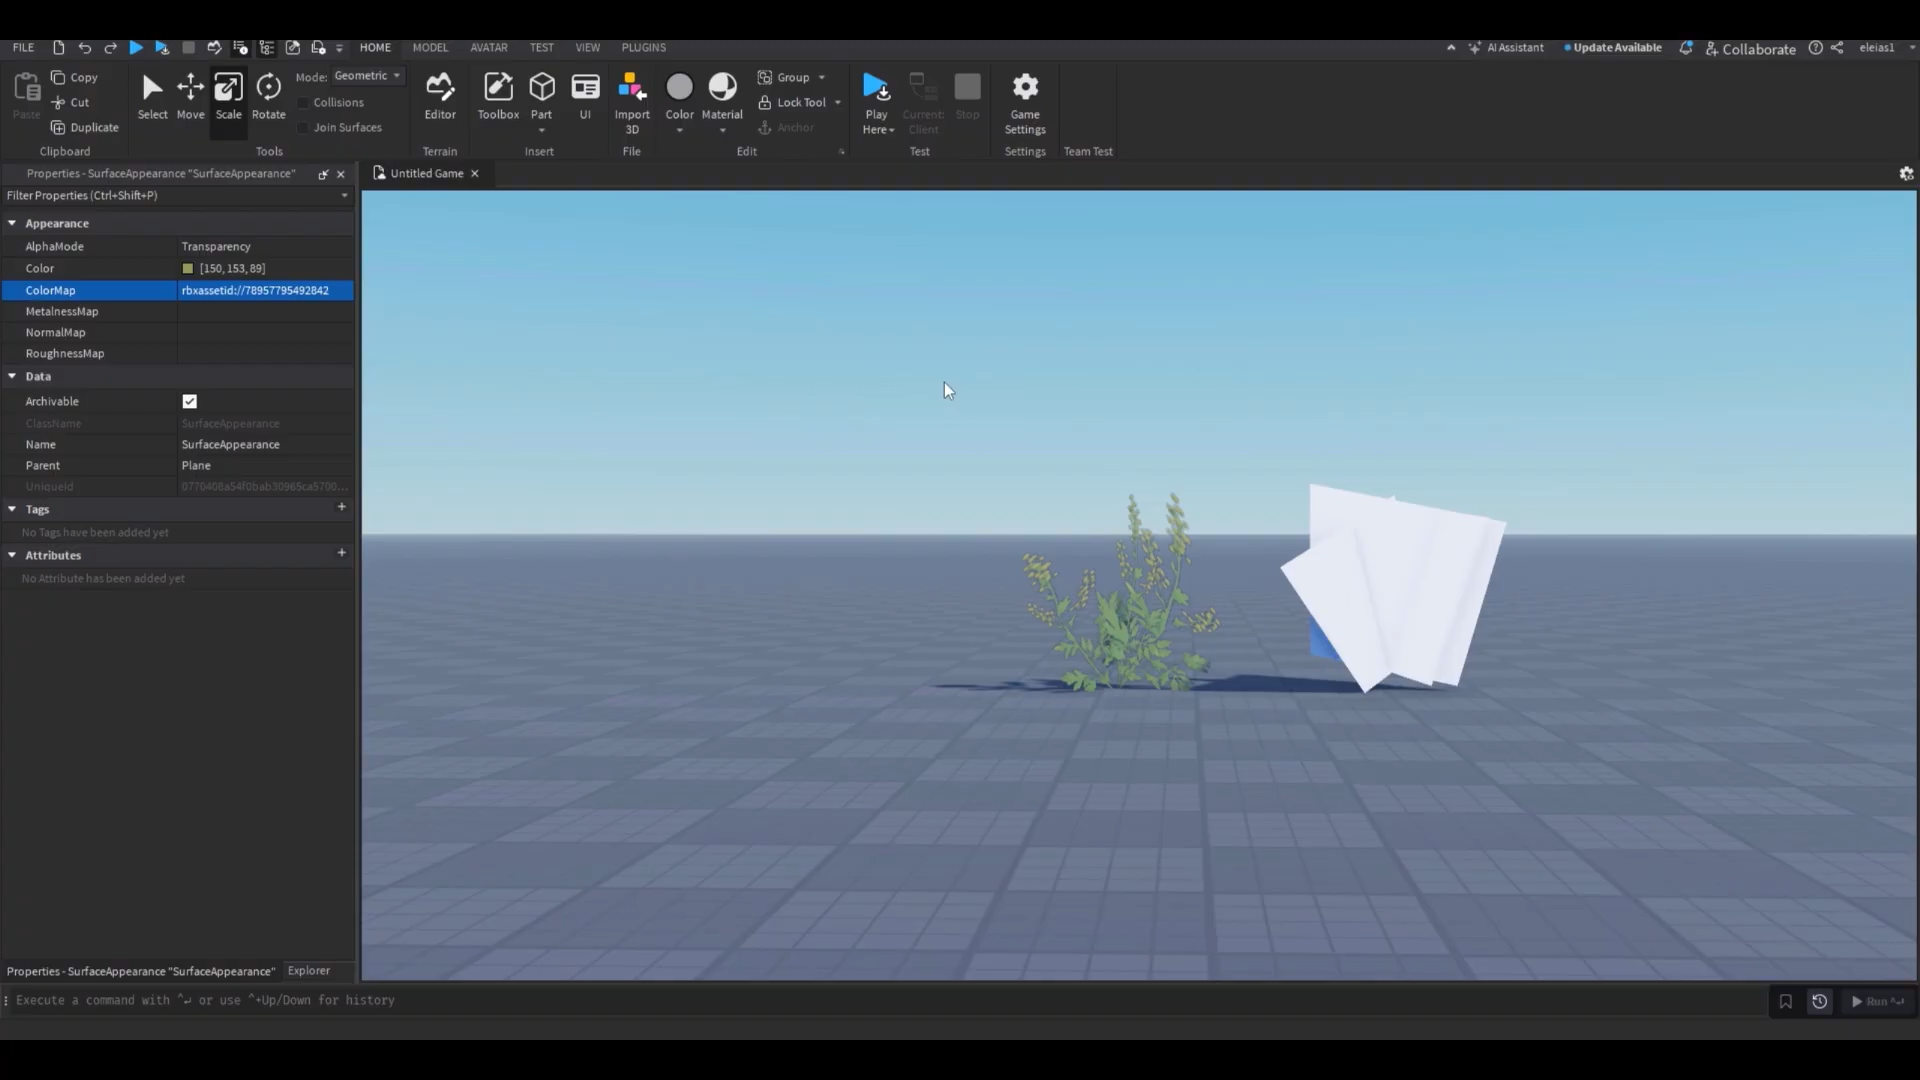 FILE HOME MODEL AVATAR TEST VIEW PLUGINS AI Assistant Update Available Collaborate eleias1
Paste Copy Cut Duplicate Clipboard
Select Move Scale Rotate Mode: Geometric Collisions Join Surfaces Tools
Editor Terrain
Toolbox Part UI Insert
Import 3D File
Color Material Group Lock Tool Anchor Edit
Play Here Current: Client Stop Test
Game Settings Settings
Team Test
Properties - SurfaceAppearance "SurfaceAppearance"
Untitled Game
Filter Properties (Ctrl+Shift+P)
Appearance
AlphaMode Transparency
Color [150, 153, 89]
ColorMap rbxassetid://78957795492842
MetalnessMap
NormalMap
RoughnessMap
Data
Archivable
ClassName SurfaceAppearance
Name SurfaceAppearance
Parent Plane
UniqueId 0770408a54f0bab30965ca5700...
Tags +
No Tags have been added yet
Attributes +
No Attribute has been added yet
Properties - SurfaceAppearance "SurfaceAppearance" Explorer
Execute a command with ^↵ or use ^+Up/Down for history
Run ^↵